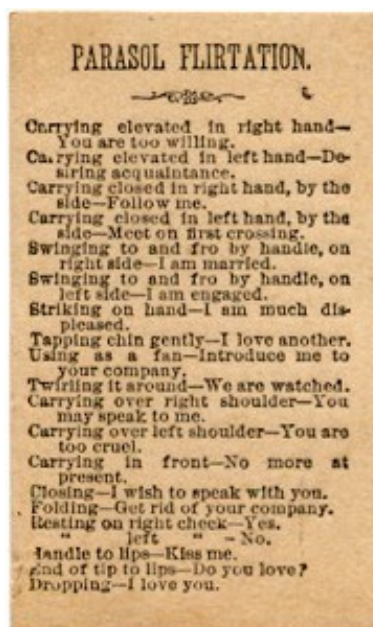 PARASOL FLIRTATION.
Carrying elevated in right hand—
You are too willing.
Carrying elevated in left hand—De-
siring acquaintance.
Carrying closed in right hand, by the
side—Follow me.
Carrying closed in left hand, by the
side—Meet on first crossing.
Swinging to and fro by handle, on
right side—I am married.
Swinging to and fro by handle, on
left side—I am engaged.
Striking on hand—I am much dis-
pleased.
Tapping chin gently—I love another.
Using as a fan—Introduce me to
your company.
Twirling it around—We are watched.
Carrying over right shoulder—You
may speak to me.
Carrying over left shoulder—You are
too cruel.
Carrying in front—No more at
present.
Closing—I wish to speak with you.
Folding—Get rid of your company.
Resting on right cheek—Yes.
" left " - No.
Handle to lips—Kiss me.
End of tip to lips—Do you love?
Dropping—I love you.